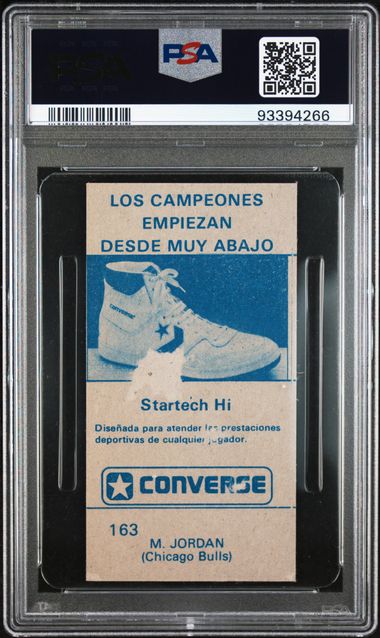 PSA
PSA
93394266
LOS CAMPEONES
EMPIEZAN
DESDE MUY ABAJO
CONVERSE
Startech Hi
Diseñada para atender las prestaciones
deportivas de cualquier jugador.
CONVERSE
163
M. JORDAN
(Chicago Bulls)